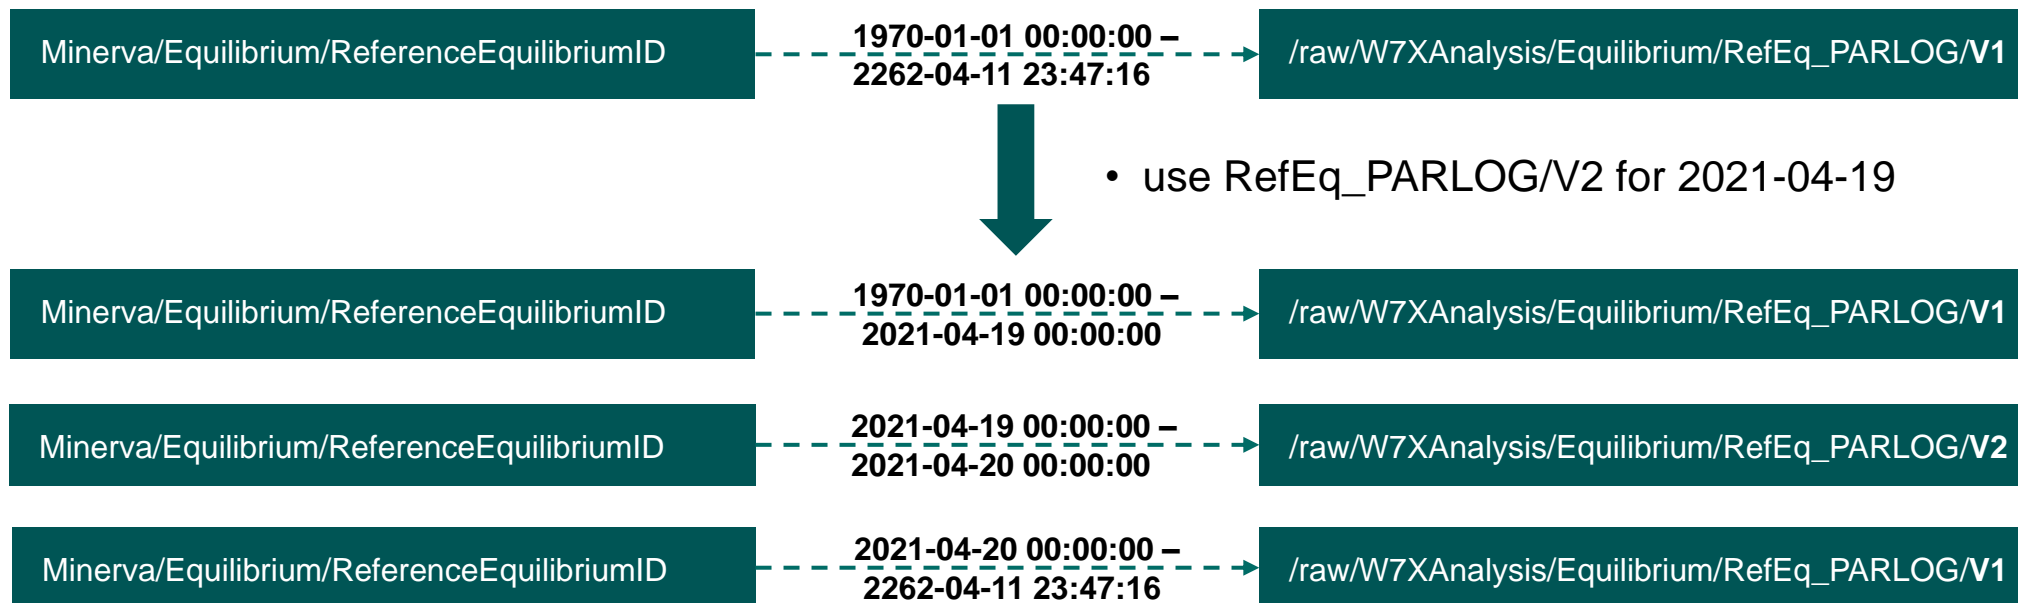 Minerva/Equilibrium/ReferenceEquilibriumID
1970-01-01 00:00:00 –
2262-04-11 23:47:16
/raw/W7XAnalysis/Equilibrium/RefEq_PARLOG/V1
• use RefEq_PARLOG/V2 for 2021-04-19
Minerva/Equilibrium/ReferenceEquilibriumID
1970-01-01 00:00:00 –
2021-04-19 00:00:00
/raw/W7XAnalysis/Equilibrium/RefEq_PARLOG/V1
Minerva/Equilibrium/ReferenceEquilibriumID
2021-04-19 00:00:00 –
2021-04-20 00:00:00
/raw/W7XAnalysis/Equilibrium/RefEq_PARLOG/V2
Minerva/Equilibrium/ReferenceEquilibriumID
2021-04-20 00:00:00 –
2262-04-11 23:47:16
/raw/W7XAnalysis/Equilibrium/RefEq_PARLOG/V1